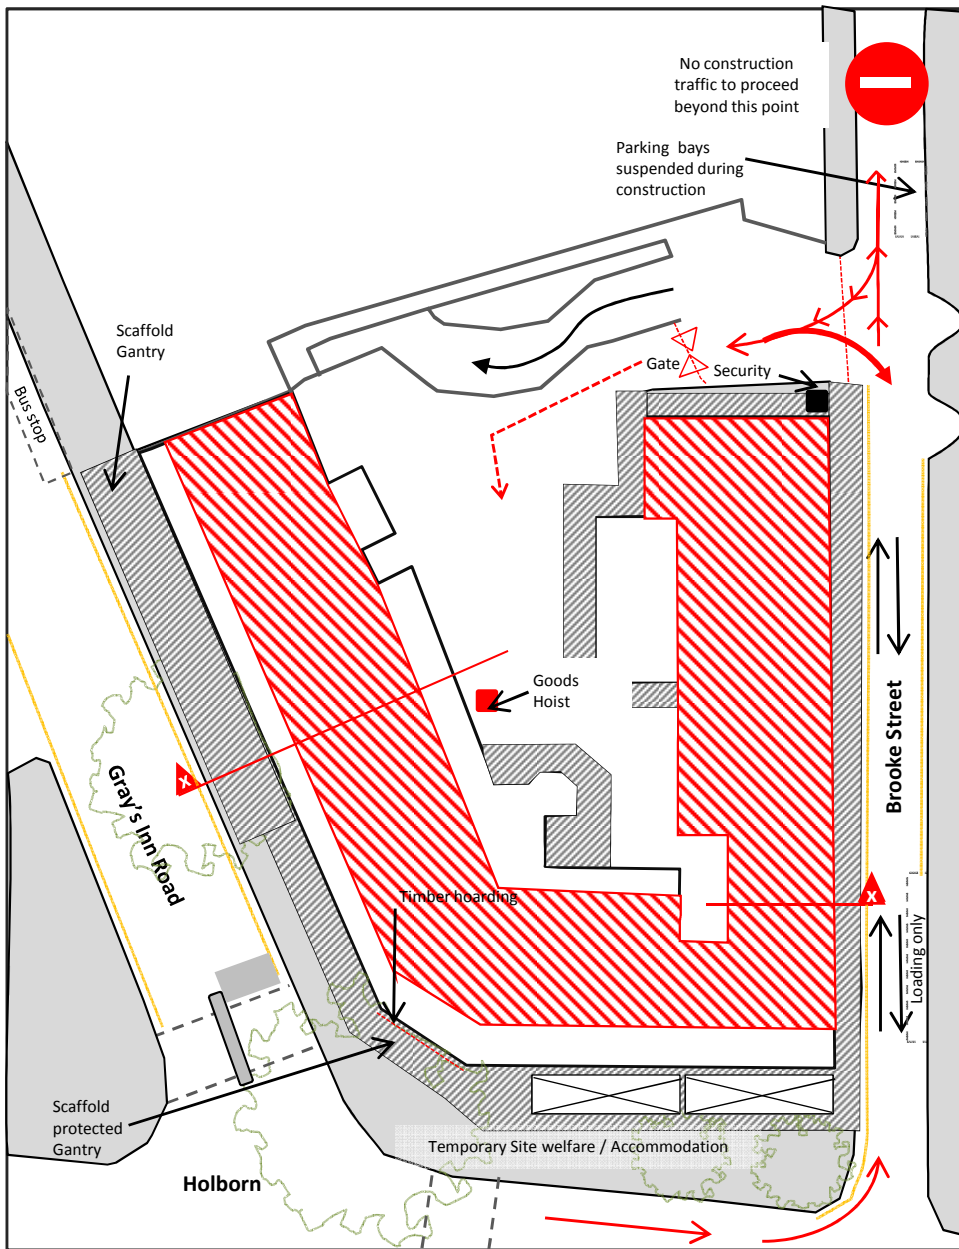 No construction
traffic to proceed
beyond this point
Parking bays
suspended during
construction
Scaffold
Gantry
Bus stop
Gate
Security
Goods
Hoist
Brooke Street
Gray's Inn Road
x
x
Timber hoarding
Loading only
Scaffold
protected
Gantry
Temporary Site welfare / Accommodation
Holborn